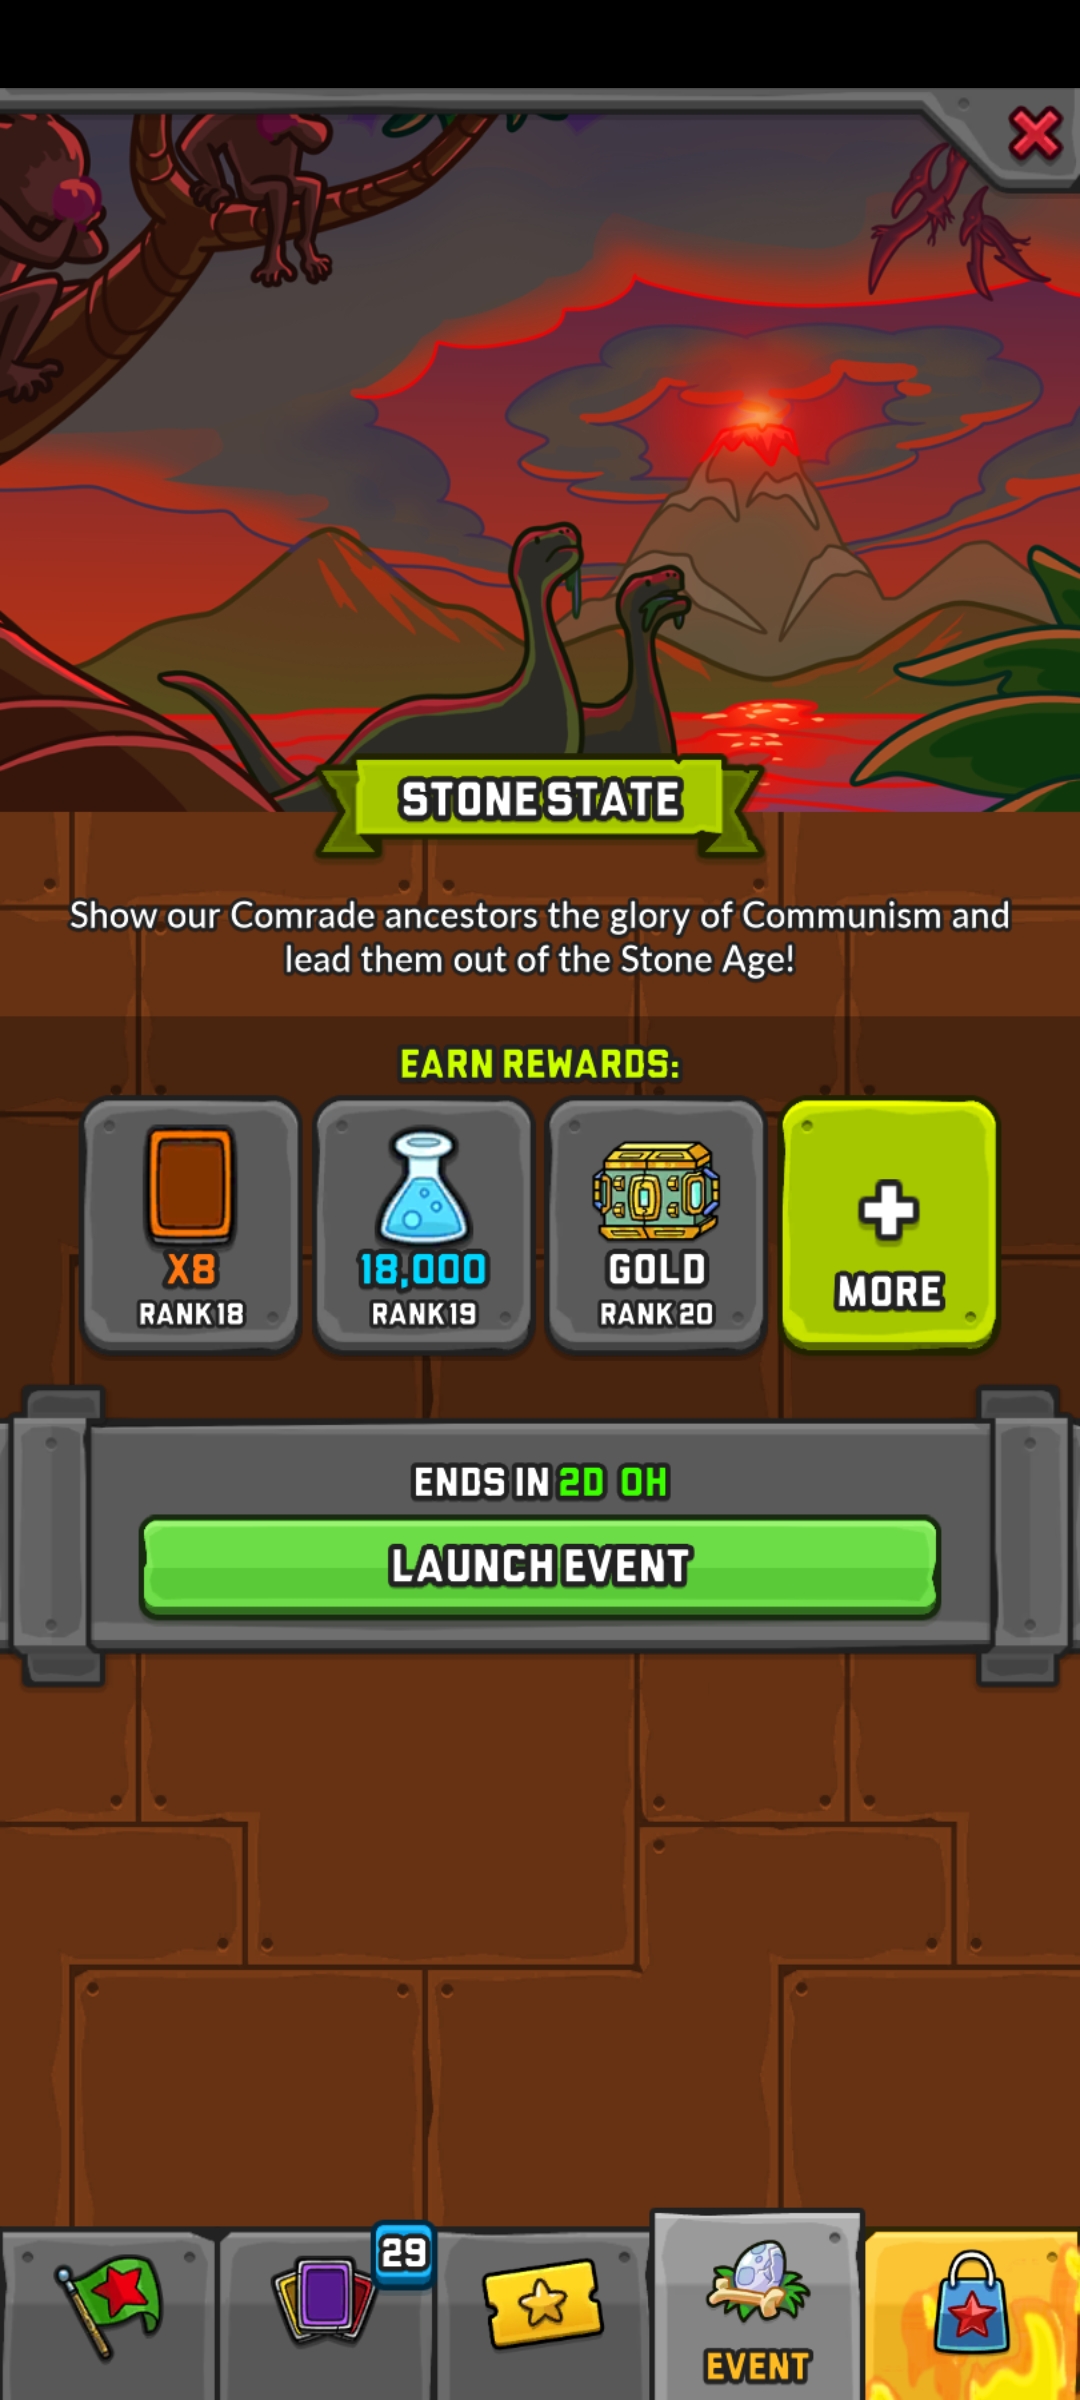 STONE STATE
Show our Comrade ancestors the glory of Communism and
lead them out of the Stone Age!
EARN REWARDS:
X8
RANK 18
18,000
RANK 19
GOLD
RANK 20
MORE
ENDS IN 2D 0H
LAUNCH EVENT
29
EVENT